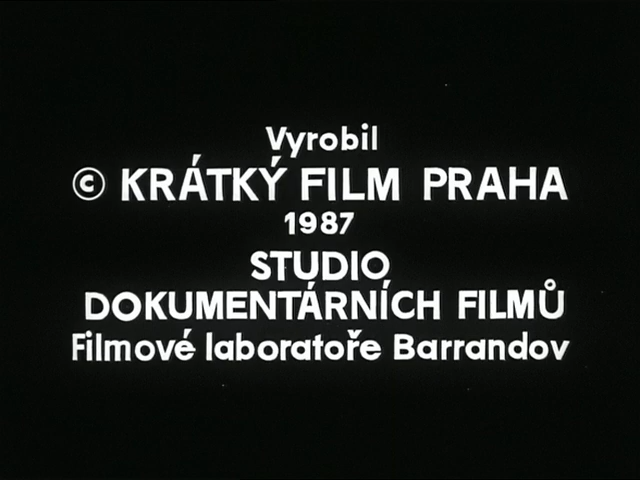 Vyrobil
© KRÁTKÝ FILM PRAHA
1987
STUDIO
DOKUMENTÁRNÍCH FILMŮ
Filmové laboratoře Barrandov